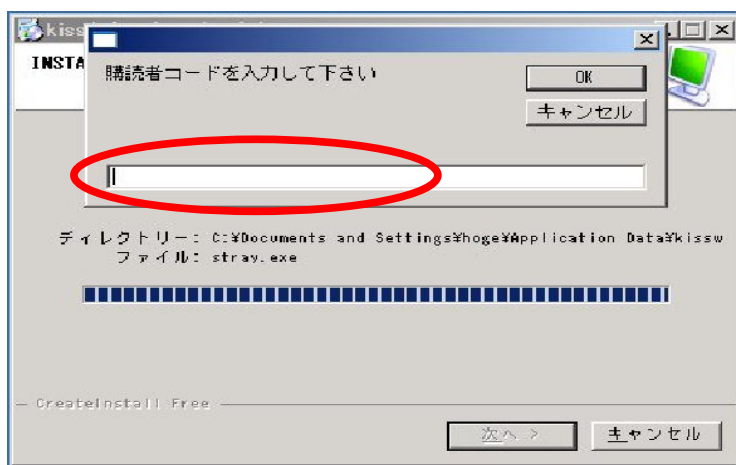 kiss
INSTA
購読者コードを入力して下さい
OK
キャンセル
ディレクトリー: C:¥Documents and Settings¥hoge¥Application Data¥kissw
ファイル: stray.exe
CreateInstall Free
次へ >
キャンセル